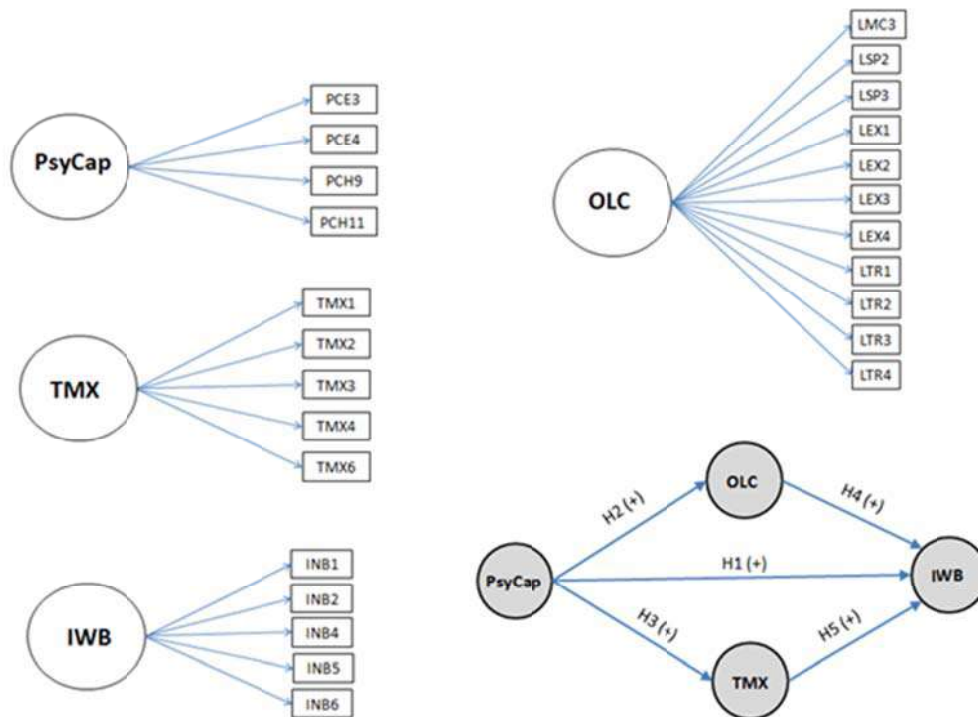 PsyCap
PCE3
PCE4
PCH9
PCH11
TMX
TMX1
TMX2
TMX3
TMX4
TMX6
IWB
INB1
INB2
INB4
INB5
INB6
OLC
LMC3
LSP2
LSP3
LEX1
LEX2
LEX3
LEX4
LTR1
LTR2
LTR3
LTR4
OLC
H2 (+)
H4 (+)
PsyCap
H1 (+)
IWB
H3 (+)
H5 (+)
TMX